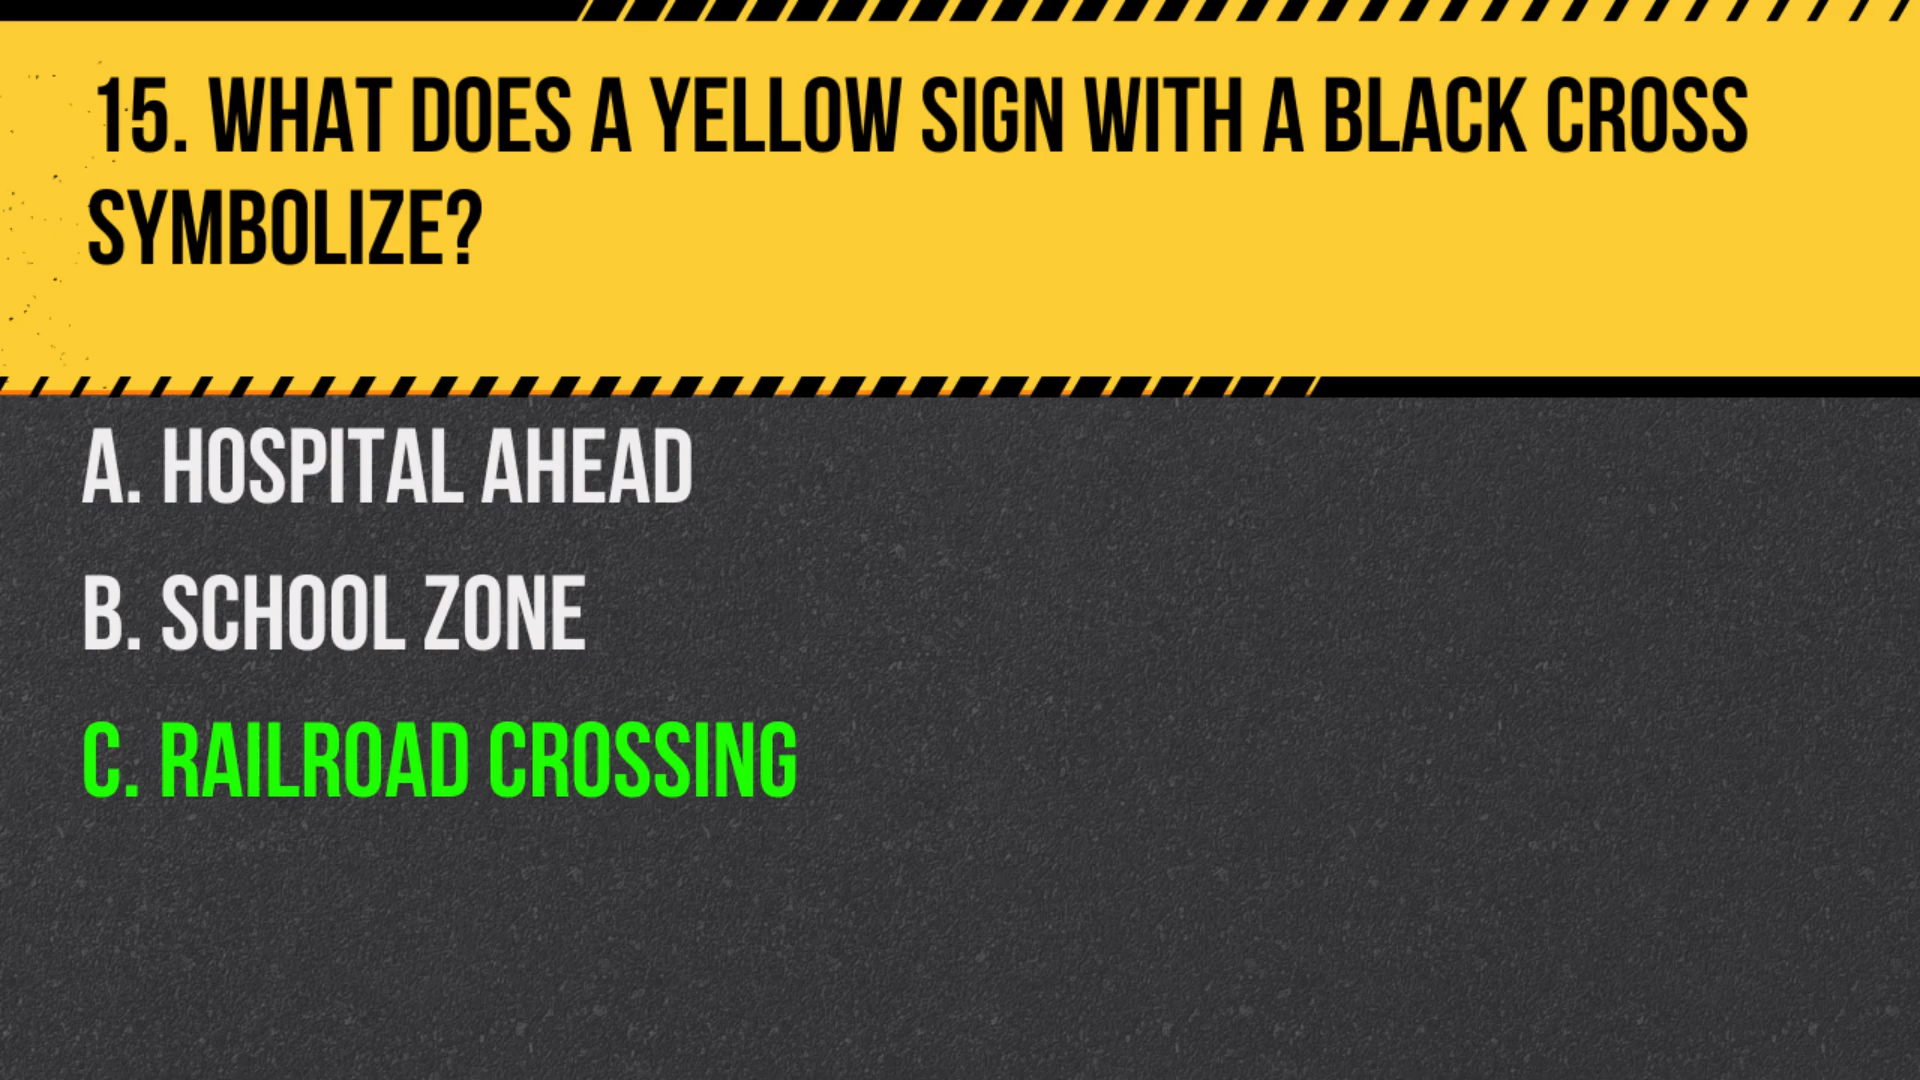 15. WHAT DOES A YELLOW SIGN WITH A BLACK CROSS
SYMBOLIZE?
A. HOSPITAL AHEAD
B. SCHOOL ZONE
C. RAILROAD CROSSING